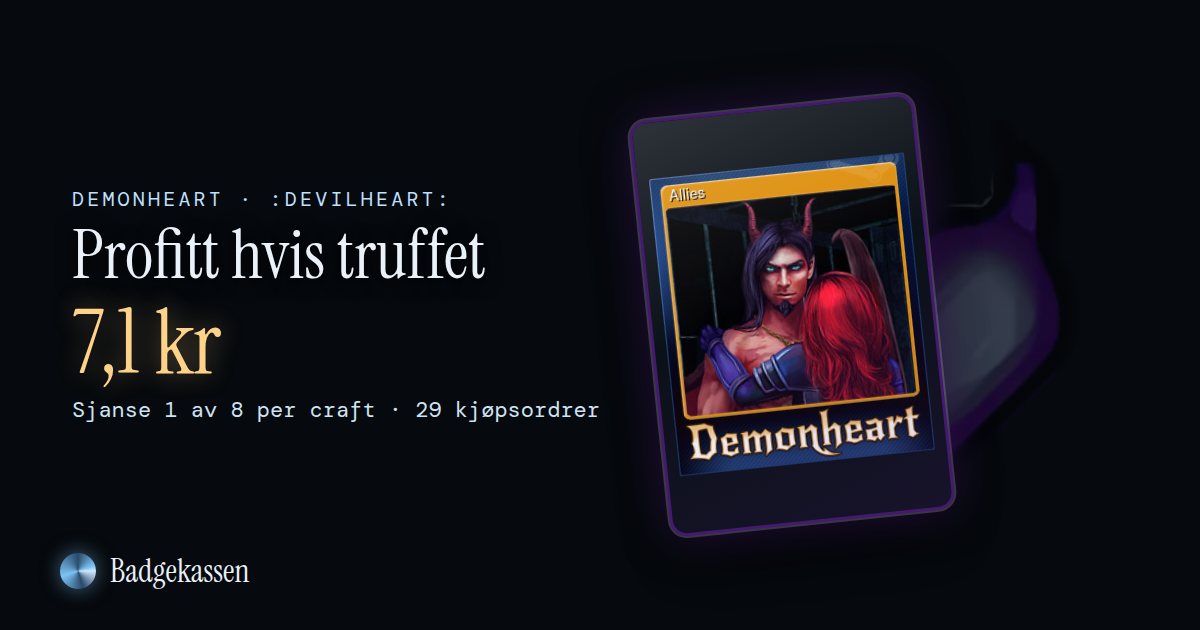 DEMONHEART · :DEVILHEART:
Profitt hvis truffet
7,1 kr
Sjanse 1 av 8 per craft · 29 kjøpsordrer
Allies
Demonheart
Badgekassen